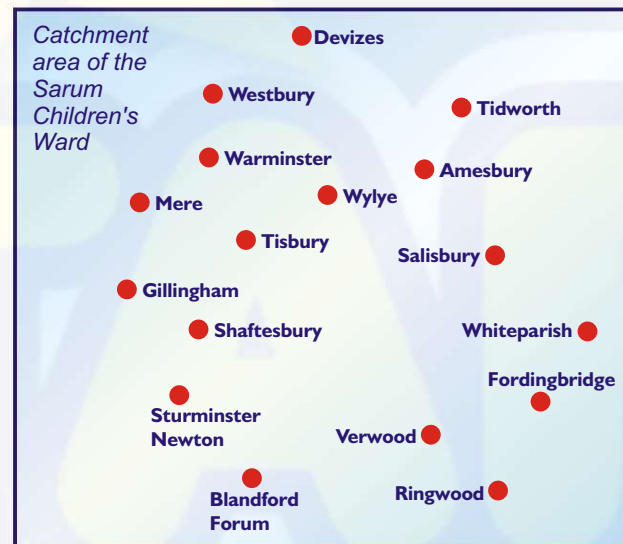 Catchment
area of the
Sarum
Children's
Ward
Devizes
Westbury
Tidworth
Warminster
Amesbury
Mere
Wylye
Tisbury
Salisbury
Gillingham
Shaftesbury
Whiteparish
Fordingbridge
Sturminster
Newton
Verwood
Blandford
Forum
Ringwood